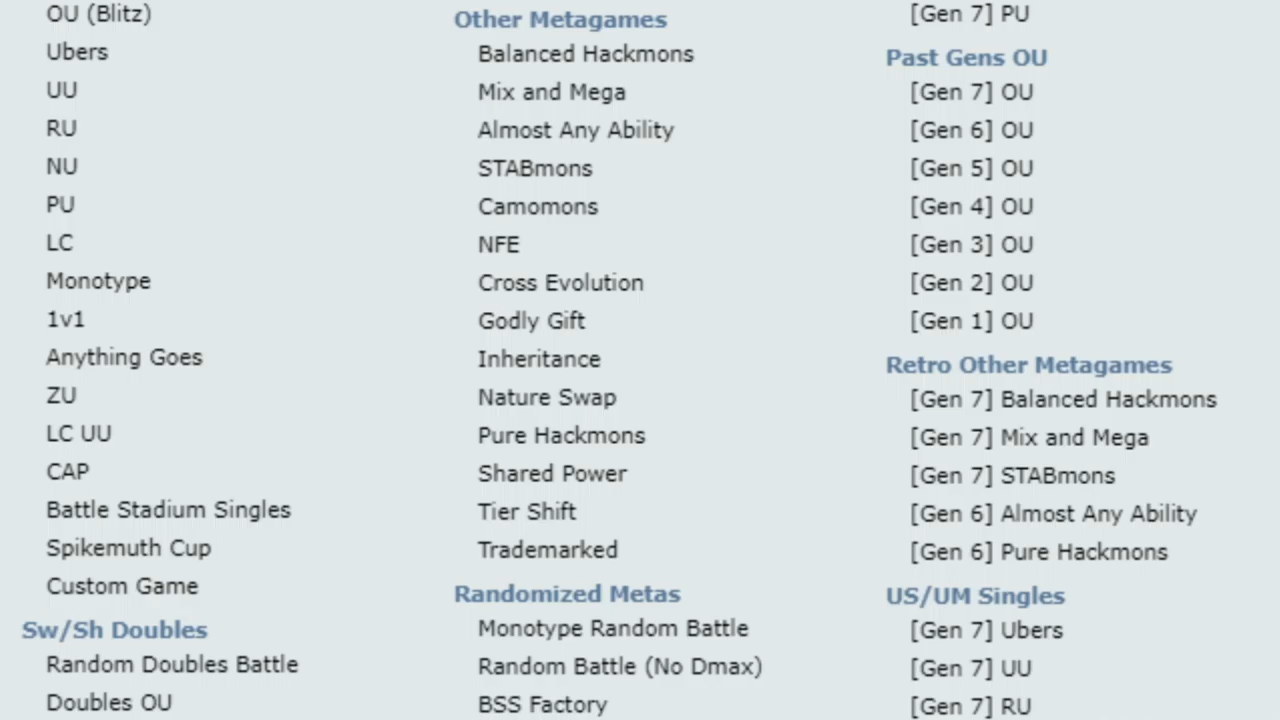 OU (Blitz)
Ubers
UU
RU
NU
PU
LC
Monotype
1v1
Anything Goes
ZU
LC UU
CAP
Battle Stadium Singles
Spikemuth Cup
Custom Game
Sw/Sh Doubles
Random Doubles Battle
Doubles OU
Other Metagames
Balanced Hackmons
Mix and Mega
Almost Any Ability
STABmons
Camomons
NFE
Cross Evolution
Godly Gift
Inheritance
Nature Swap
Pure Hackmons
Shared Power
Tier Shift
Trademarked
Randomized Metas
Monotype Random Battle
Random Battle (No Dmax)
BSS Factory
[Gen 7] PU
Past Gens OU
[Gen 7] OU
[Gen 6] OU
[Gen 5] OU
[Gen 4] OU
[Gen 3] OU
[Gen 2] OU
[Gen 1] OU
Retro Other Metagames
[Gen 7] Balanced Hackmons
[Gen 7] Mix and Mega
[Gen 7] STABmons
[Gen 6] Almost Any Ability
[Gen 6] Pure Hackmons
US/UM Singles
[Gen 7] Ubers
[Gen 7] UU
[Gen 7] RU